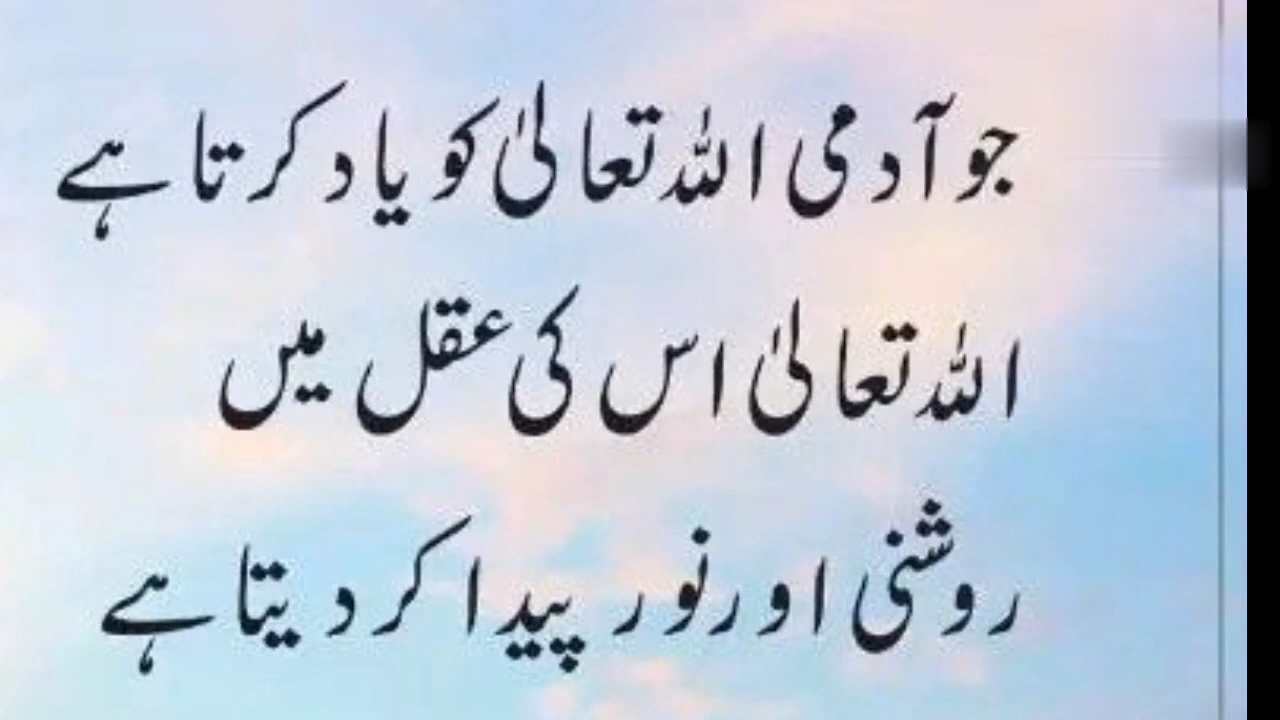 جو آدمی اللہ تعالیٰ کو یاد کرتا ہے
اللہ تعالیٰ اس کی عقل میں
روشنی اور نور پیدا کر دیتا ہے